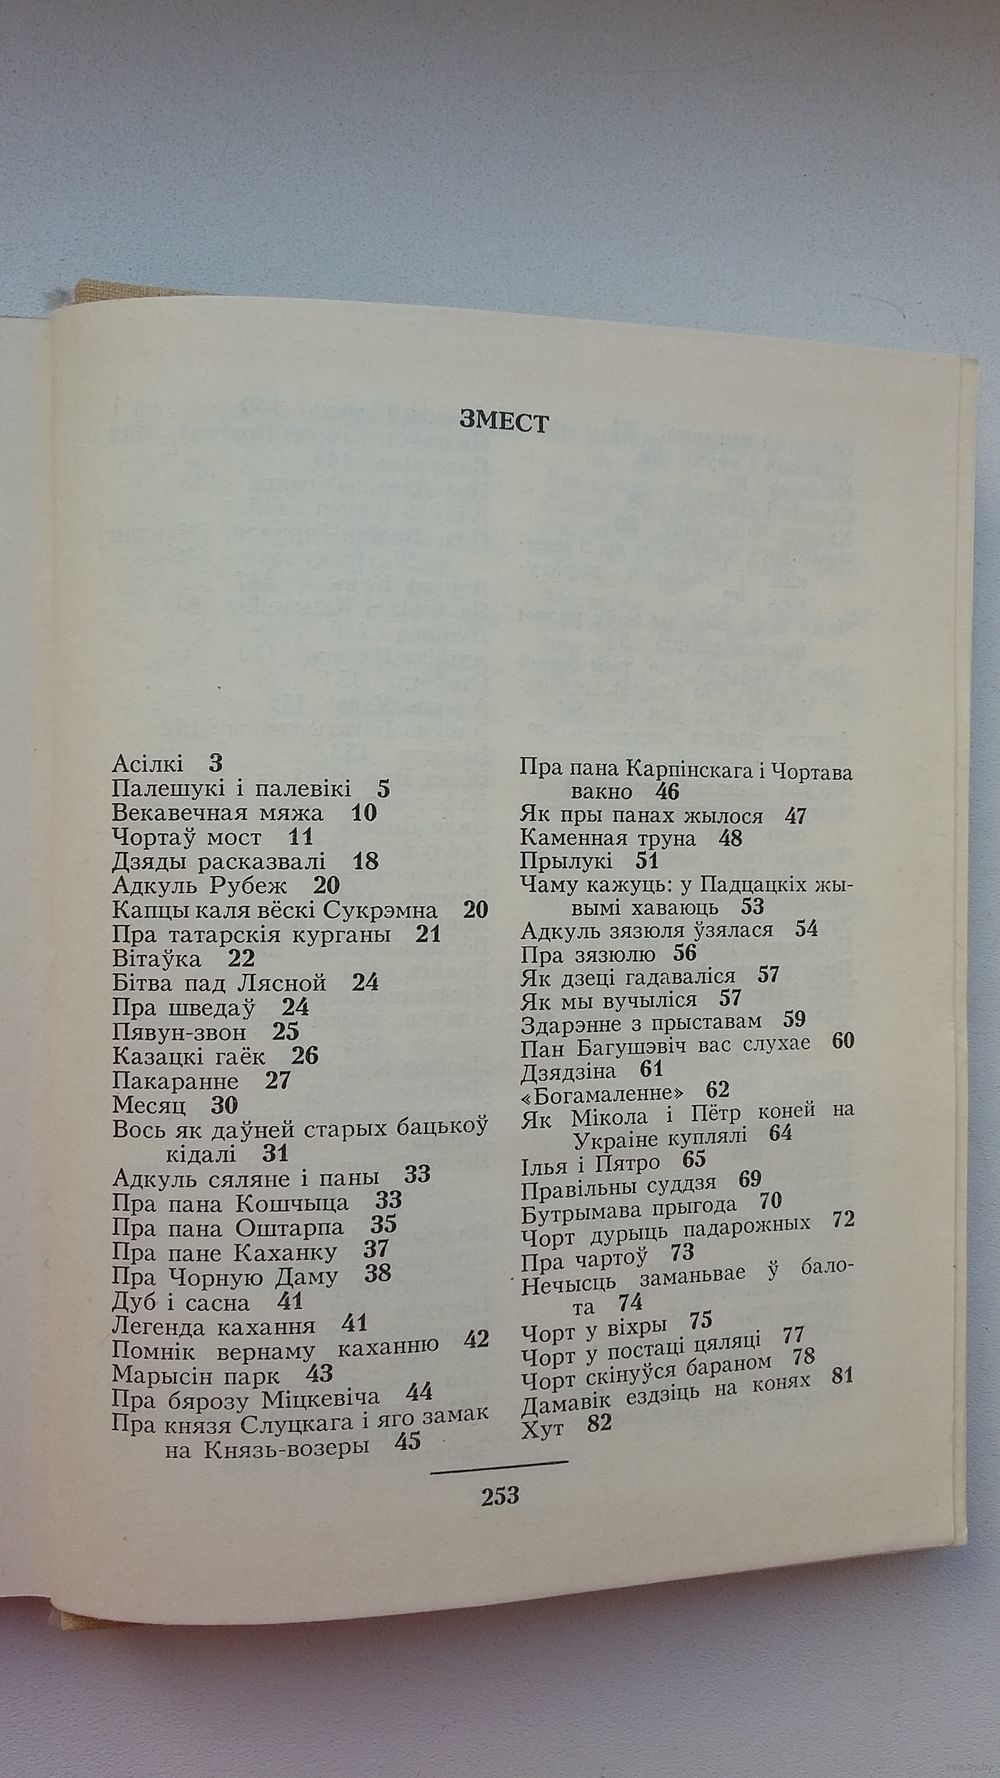 ЗМЕСТ
Асілкі 3
Палешукі і палевікі 5
Векавечная мяжа 10
Чортаў мост 11
Дзяды расказвалі 18
Адкуль Рубеж 20
Капцы каля вёскі Сукрэмна 20
Пра татарскія курганы 21
Вітаўка 22
Бітва пад Лясной 24
Пра шведаў 24
Пявун-звон 25
Казацкі гаёк 26
Пакаранне 27
Месяц 30
Вось як даўней старых бацькоў
кідалі 31
Адкуль сяляне і паны 33
Пра пана Кошчыца 33
Пра пана Оштарпа 35
Пра пане Каханку 37
Пра Чорную Даму 38
Дуб і сасна 41
Легенда кахання 41
Помнік вернаму каханню 42
Марысін парк 43
Пра бярозу Міцкевіча 44
Пра князя Слуцкага і яго замак
на Князь-возеры 45
Пра пана Карпінскага і Чортава
вакно 46
Як пры панах жылося 47
Каменная труна 48
Прылукі 51
Чаму кажуць: у Падцацкіх жы-
вымі хаваюць 53
Адкуль зязюля ўзялася 54
Пра зязюлю 56
Як дзеці гадаваліся 57
Як мы вучыліся 57
Здарэнне з прыставам 59
Пан Багушэвіч вас слухае 60
Дзядзіна 61
«Богамаленне» 62
Як Мікола і Пётр коней на
Украіне куплялі 64
Ілья і Пятро 65
Правільны суддзя 69
Бутрымава прыгода 70
Чорт дурыць падарожных 72
Пра чартоў 73
Нечысць заманьвае ў бало-
та 74
Чорт у віхры 75
Чорт у постаці цяляці 77
Чорт скінуўся бараном 78
Дамавік ездзіць на конях 81
Хут 82
253